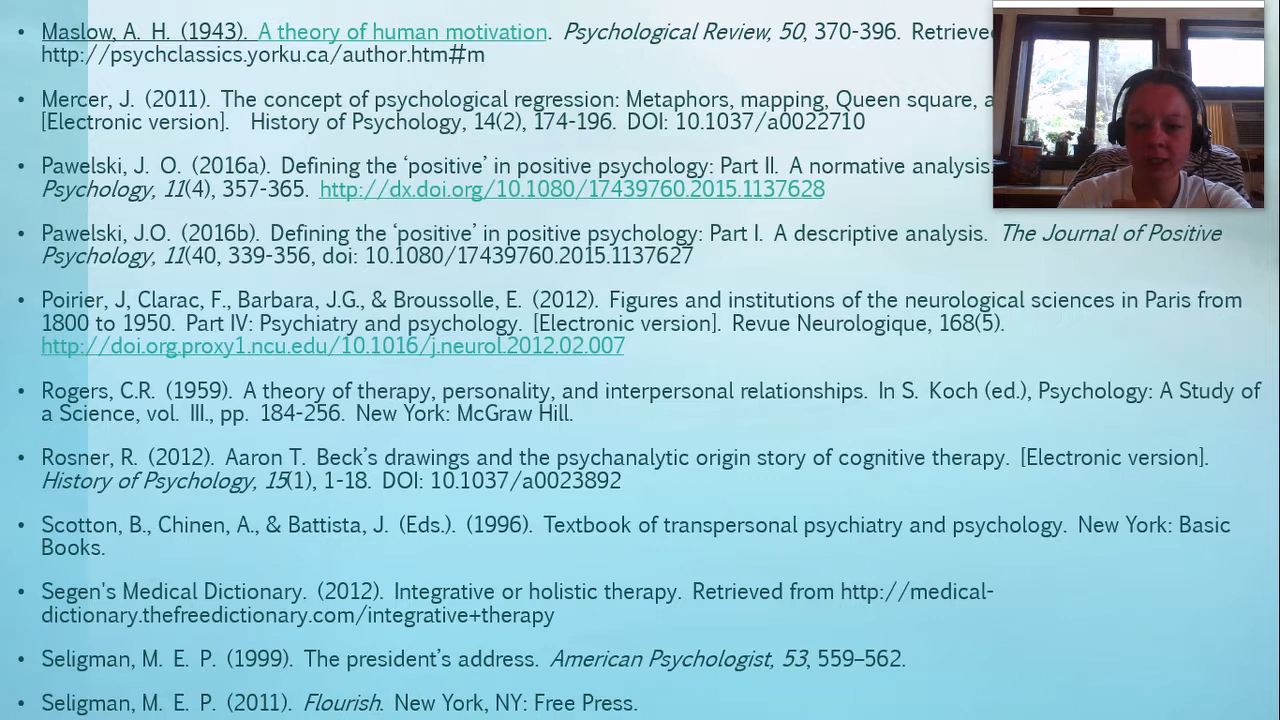 • Maslow, A. H. (1943). A theory of human motivation. Psychological Review, 50, 370-396. Retrieved
http://psychclassics.yorku.ca/author.htm#m
• Mercer, J. (2011). The concept of psychological regression: Metaphors, mapping, Queen square, a
[Electronic version]. History of Psychology, 14(2), 174-196. DOI: 10.1037/a0022710
• Pawelski, J. O. (2016a). Defining the ‘positive’ in positive psychology: Part II. A normative analysis.
Psychology, 11(4), 357-365. http://dx.doi.org/10.1080/17439760.2015.1137628
• Pawelski, J.O. (2016b). Defining the ‘positive’ in positive psychology: Part I. A descriptive analysis. The Journal of Positive
Psychology, 11(40, 339-356, doi: 10.1080/17439760.2015.1137627
• Poirier, J, Clarac, F., Barbara, J.G., & Broussolle, E. (2012). Figures and institutions of the neurological sciences in Paris from
1800 to 1950. Part IV: Psychiatry and psychology. [Electronic version]. Revue Neurologique, 168(5).
http://doi.org.proxy1.ncu.edu/10.1016/j.neurol.2012.02.007
• Rogers, C.R. (1959). A theory of therapy, personality, and interpersonal relationships. In S. Koch (ed.), Psychology: A Study of
a Science, vol. III., pp. 184-256. New York: McGraw Hill.
• Rosner, R. (2012). Aaron T. Beck’s drawings and the psychanalytic origin story of cognitive therapy. [Electronic version].
History of Psychology, 15(1), 1-18. DOI: 10.1037/a0023892
• Scotton, B., Chinen, A., & Battista, J. (Eds.). (1996). Textbook of transpersonal psychiatry and psychology. New York: Basic
Books.
• Segen's Medical Dictionary. (2012). Integrative or holistic therapy. Retrieved from http://medical-
dictionary.thefreedictionary.com/integrative+therapy
• Seligman, M. E. P. (1999). The president’s address. American Psychologist, 53, 559–562.
• Seligman, M. E. P. (2011). Flourish. New York, NY: Free Press.